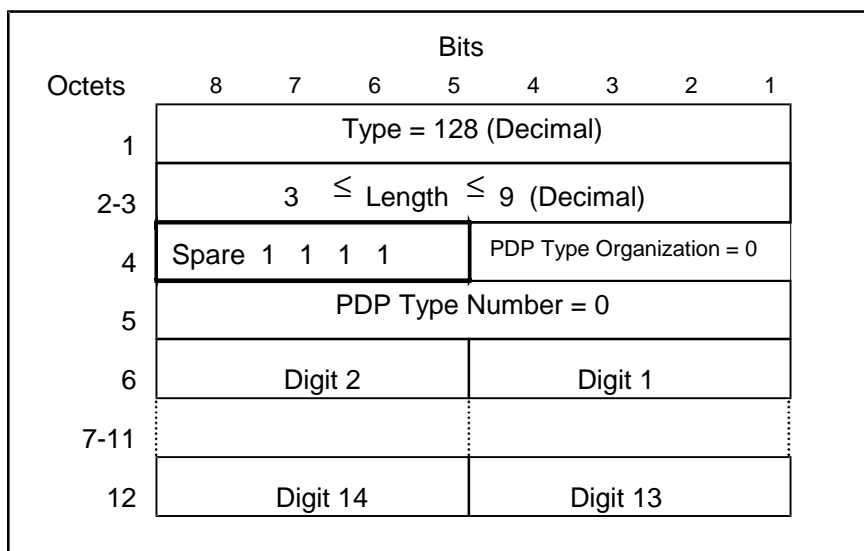 Bits
Octets 8 7 6 5 4 3 2 1
1 Type = 128 (Decimal)
2-3 3 ≤ Length ≤ 9 (Decimal)
4 Spare 1 1 1 1 PDP Type Organization = 0
5 PDP Type Number = 0
6 Digit 2 Digit 1
7-11
12 Digit 14 Digit 13